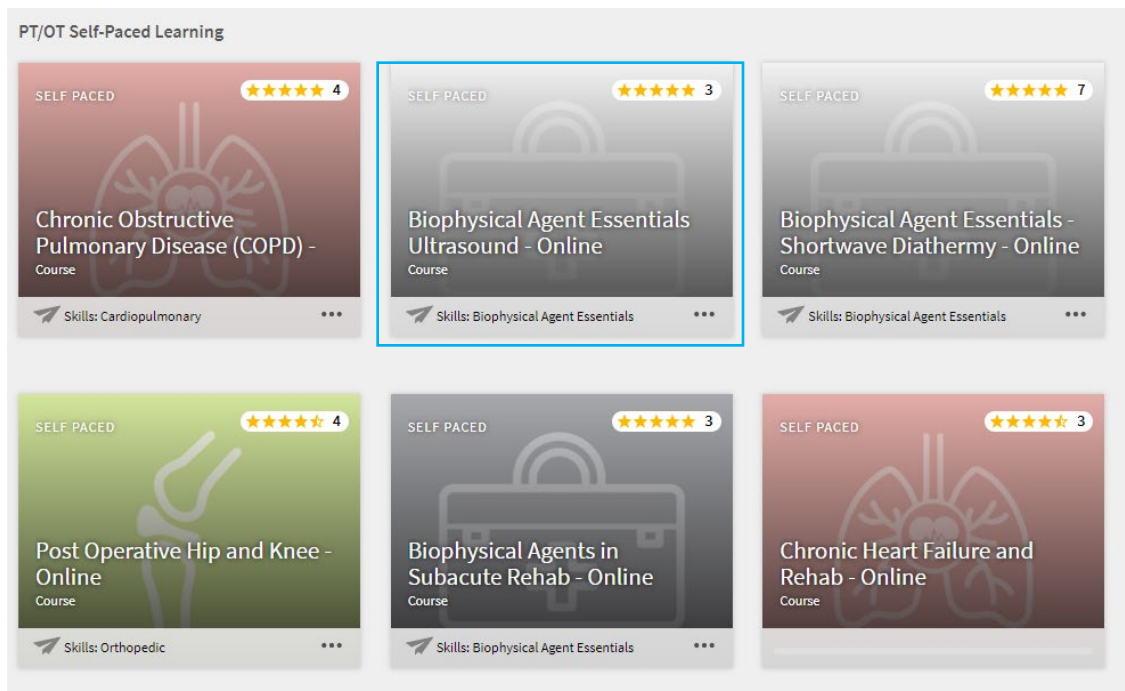 PT/OT Self-Paced Learning
SELF PACED
4
Chronic Obstructive
Pulmonary Disease (COPD) -
Course
Skills: Cardiopulmonary
SELF PACED
3
Biophysical Agent Essentials
Ultrasound - Online
Course
Skills: Biophysical Agent Essentials
SELF PACED
7
Biophysical Agent Essentials -
Shortwave Diathermy - Online
Course
Skills: Biophysical Agent Essentials
SELF PACED
4
Post Operative Hip and Knee -
Online
Course
Skills: Orthopedic
SELF PACED
3
Biophysical Agents in
Subacute Rehab - Online
Course
Skills: Biophysical Agent Essentials
SELF PACED
3
Chronic Heart Failure and
Rehab - Online
Course